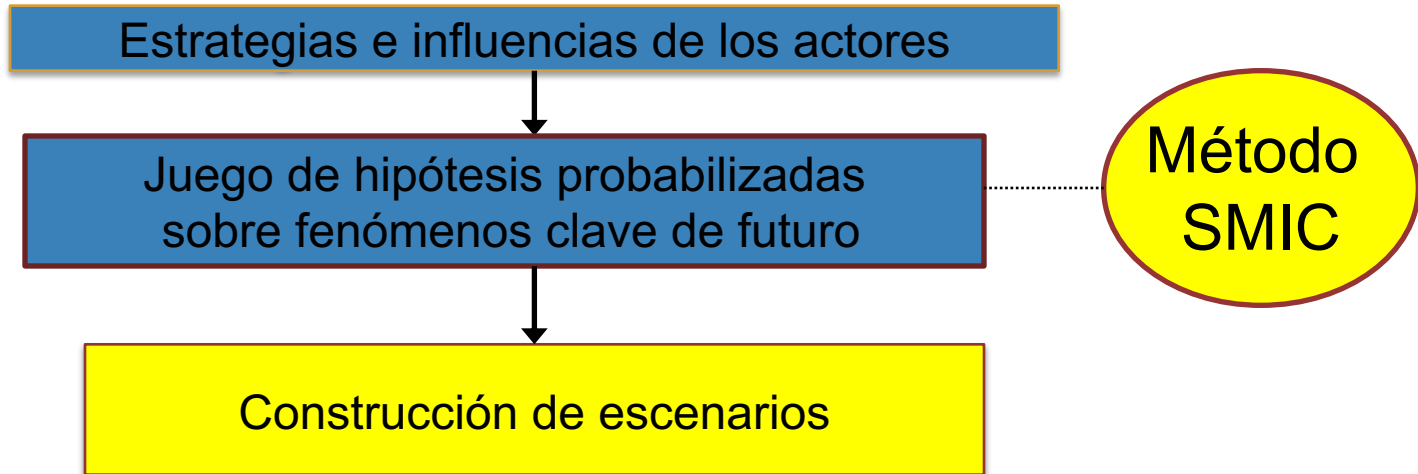 Estrategias e influencias de los actores
Juego de hipótesis probabilizadas
sobre fenómenos clave de futuro
Método
SMIC
Construcción de escenarios